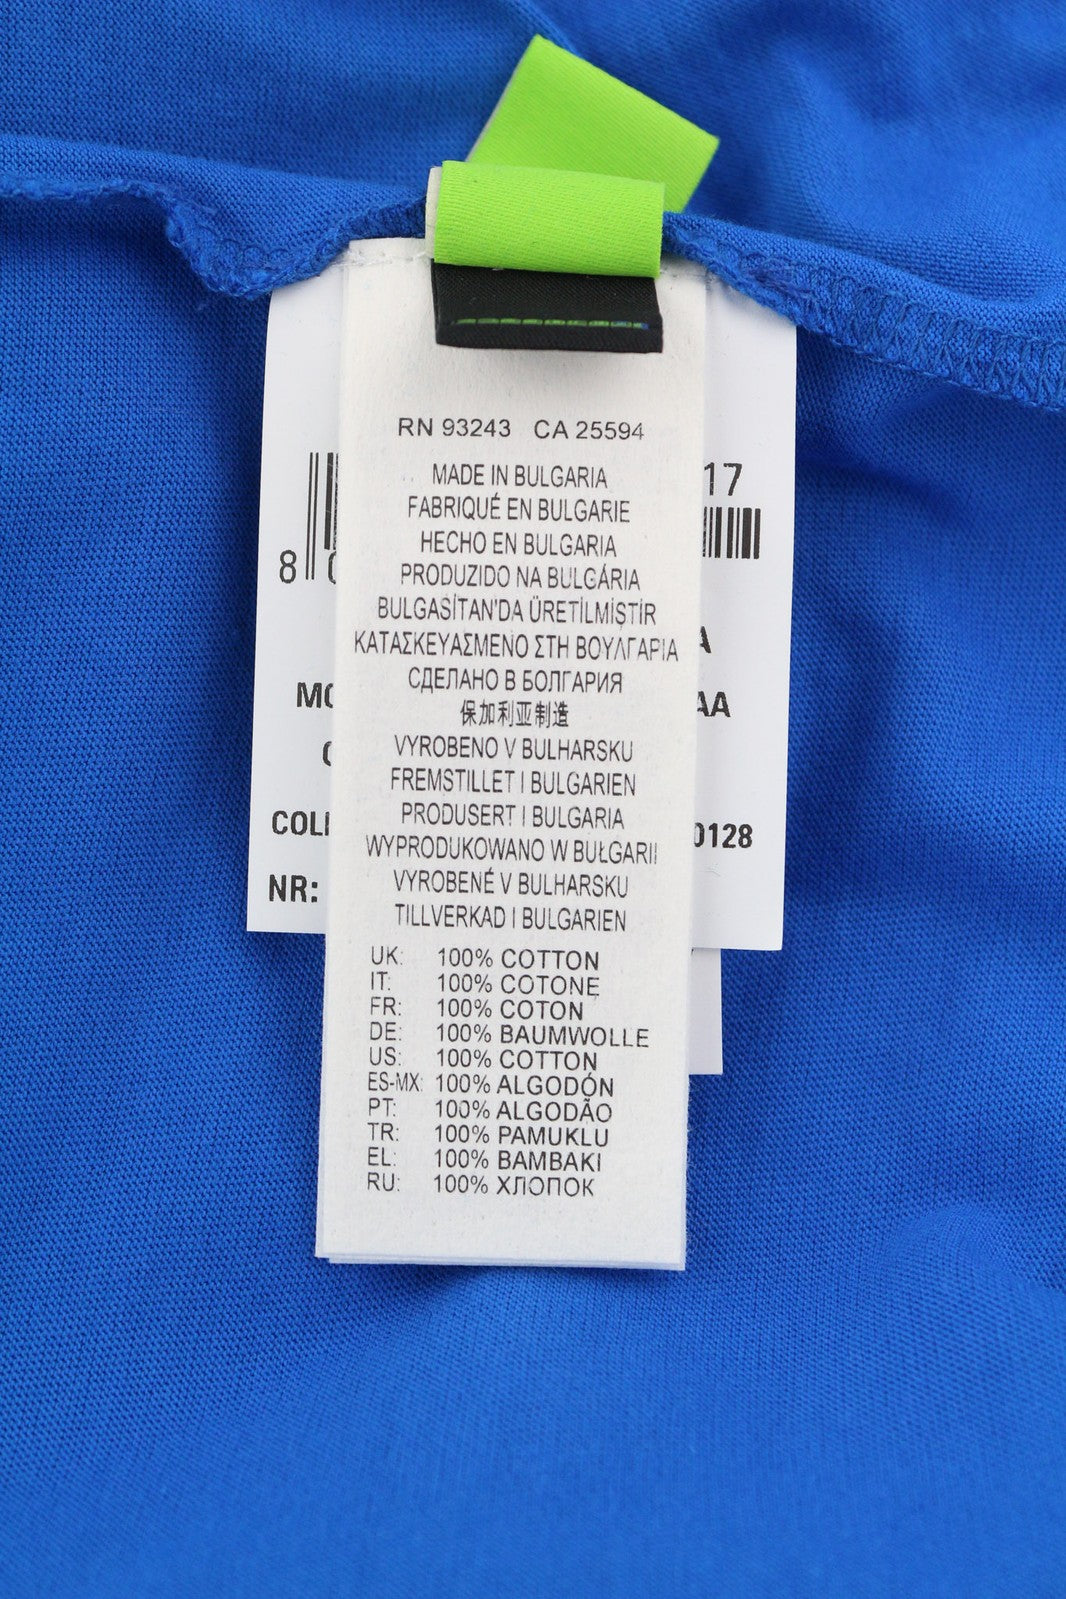 RN 93243 CA 25594
MADE IN BULGARIA
FABRIQUÉ EN BULGARIE
HECHO EN BULGARIA
PRODUZIDO NA BULGÁRIA
BULGASİTAN'DA ÜRETİLMİŞTİR
ΚΑΤΑΣΚΕΥΑΣΜΕΝΟ ΣΤΗ ΒΟΥΛΓΑΡΙΑ
СДЕЛАНО В БОЛГАРИЯ
保加利亚制造
VYROBENO V BULHARSKU
FREMSTILLET I BULGARIEN
PRODUSERT I BULGARIA
WYPRODUKOWANO W BUŁGARII
VYROBENÉ V BULHARSKU
TILLVERKAD I BULGARIEN
UK: 100% COTTON
IT: 100% COTONE
FR: 100% COTON
DE: 100% BAUMWOLLE
US: 100% COTTON
ES-MX: 100% ALGODÓN
PT: 100% ALGODÃO
TR: 100% PAMUKLU
EL: 100% BAMBAKI
RU: 100% ХЛОПОК
17
8
NR:
0128